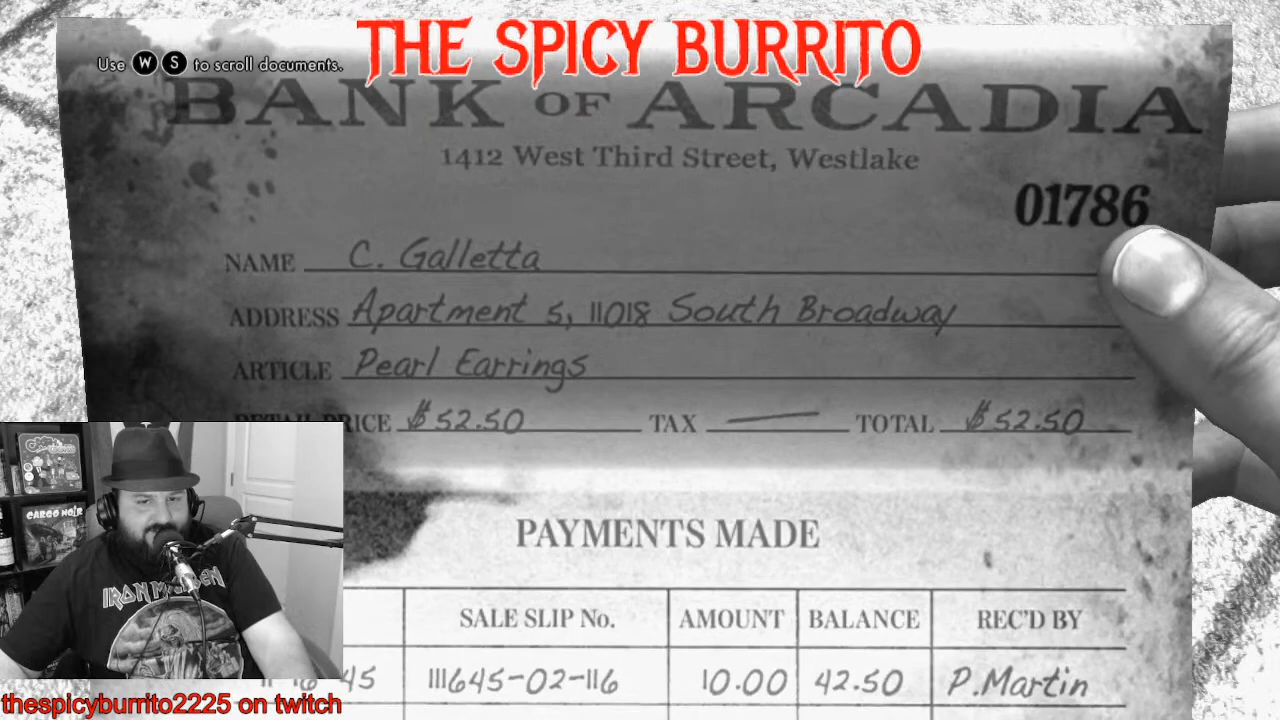 THE SPICY BURRITO
Use W S to scroll documents.
BANK OF ARCADIA
1412 West Third Street, Westlake
01786
NAME C. Galletta
ADDRESS Apartment 5, 11018 South Broadway
ARTICLE Pearl Earrings
RETAIL PRICE $52.50 TAX TOTAL $52.50
PAYMENTS MADE
SALE SLIP No. AMOUNT BALANCE REC'D BY
45 111645-02-116 10.00 42.50 P.Martin
CARGO NOIR
IRON MAIDEN
thespicyburrito2225 on twitch